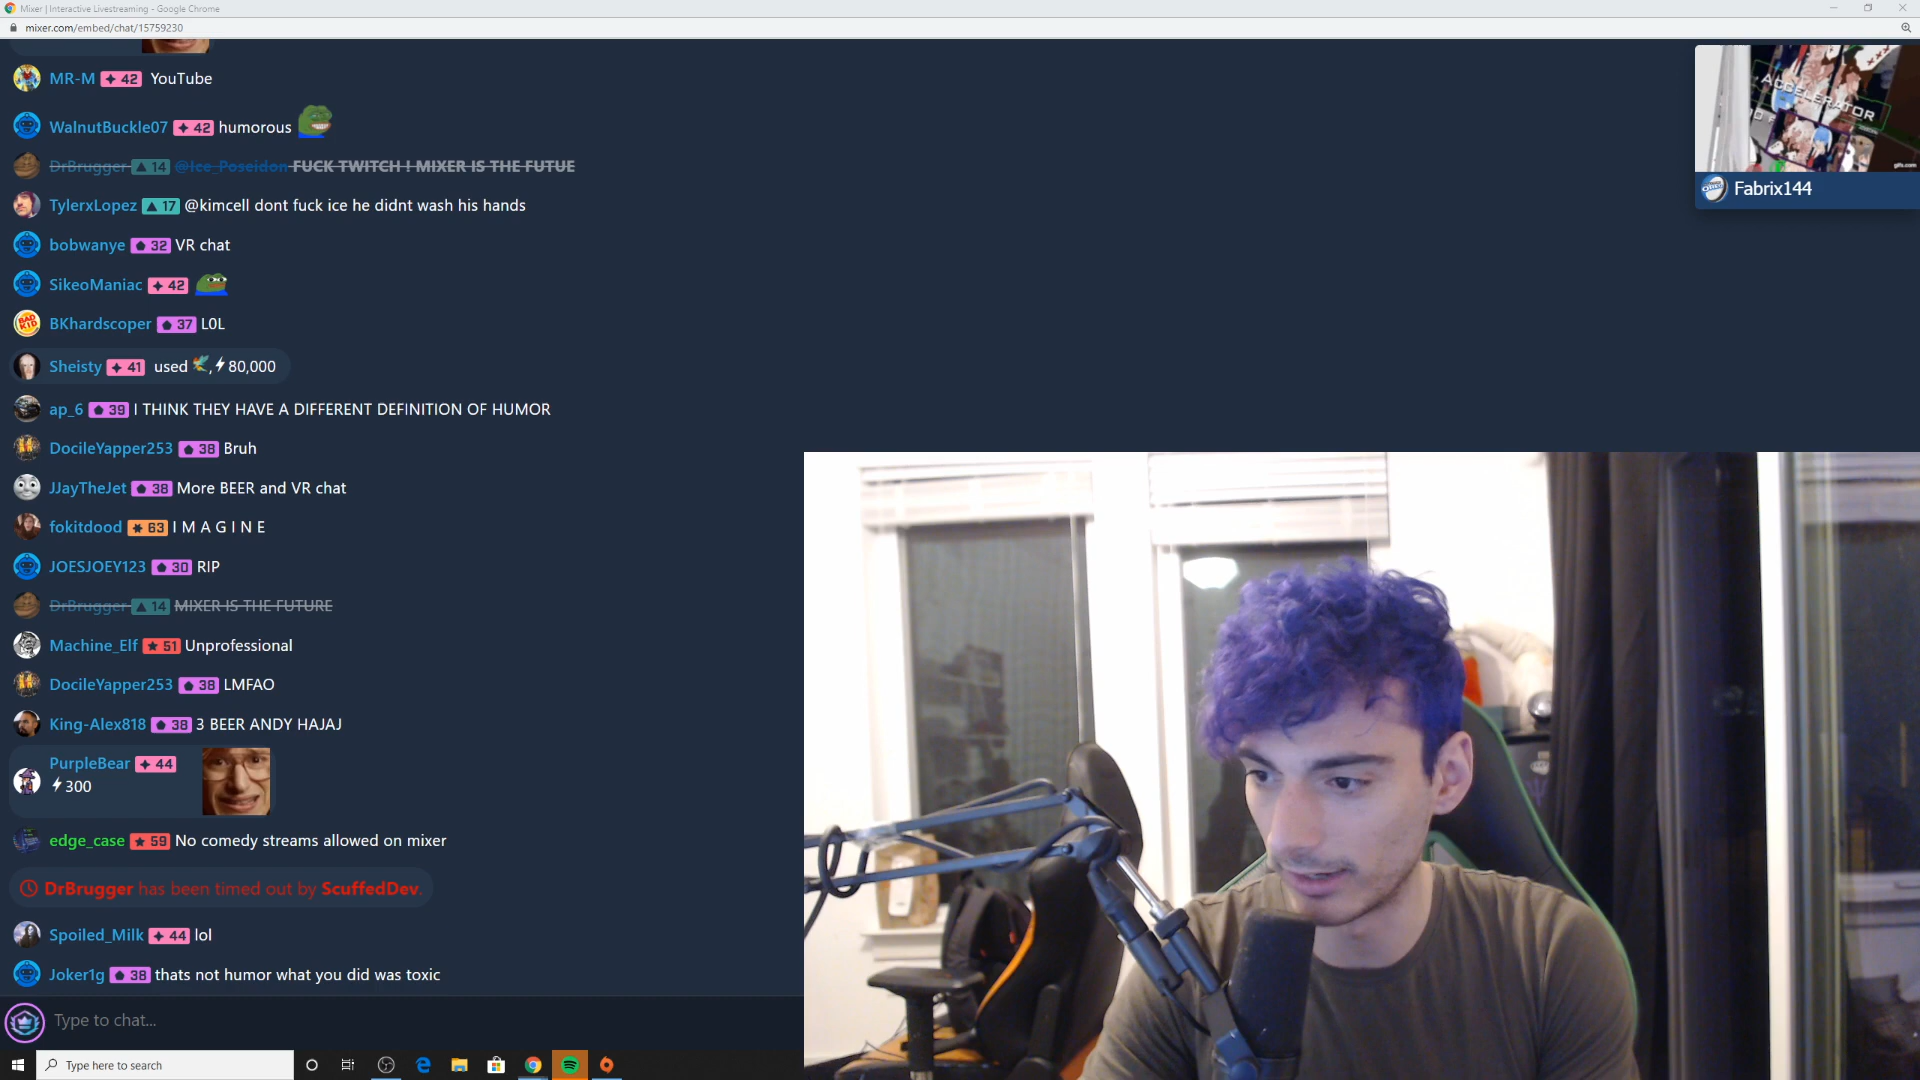 Mixer | Interactive Livestreaming - Google Chrome
mixer.com/embed/chat/15759230
MR-M 42 YouTube
WalnutBuckle07 42 humorous
DrBrugger 14 @Ice_Poseidon FUCK TWITCH ! MIXER IS THE FUTUE
TylerxLopez 17 @kimcell dont fuck ice he didnt wash his hands
bobwanye 32 VR chat
SikeoManiac 42
BKhardscoper 37 L0L
Sheisty 41 used , 80,000
ap_6 39 I THINK THEY HAVE A DIFFERENT DEFINITION OF HUMOR
DocileYapper253 38 Bruh
JJayTheJet 38 More BEER and VR chat
fokitdood 63 I M A G I N E
JOESJOEY123 30 RIP
DrBrugger 14 MIXER IS THE FUTURE
Machine_Elf 51 Unprofessional
DocileYapper253 38 LMFAO
King-Alex818 38 3 BEER ANDY HAJAJ
PurpleBear 44
300
edge_case 59 No comedy streams allowed on mixer
DrBrugger has been timed out by ScuffedDev.
Spoiled_Milk 44 lol
Joker1g 38 thats not humor what you did was toxic
Type to chat...
Type here to search
ACCELERATOR
Fabrix144
BAD KID